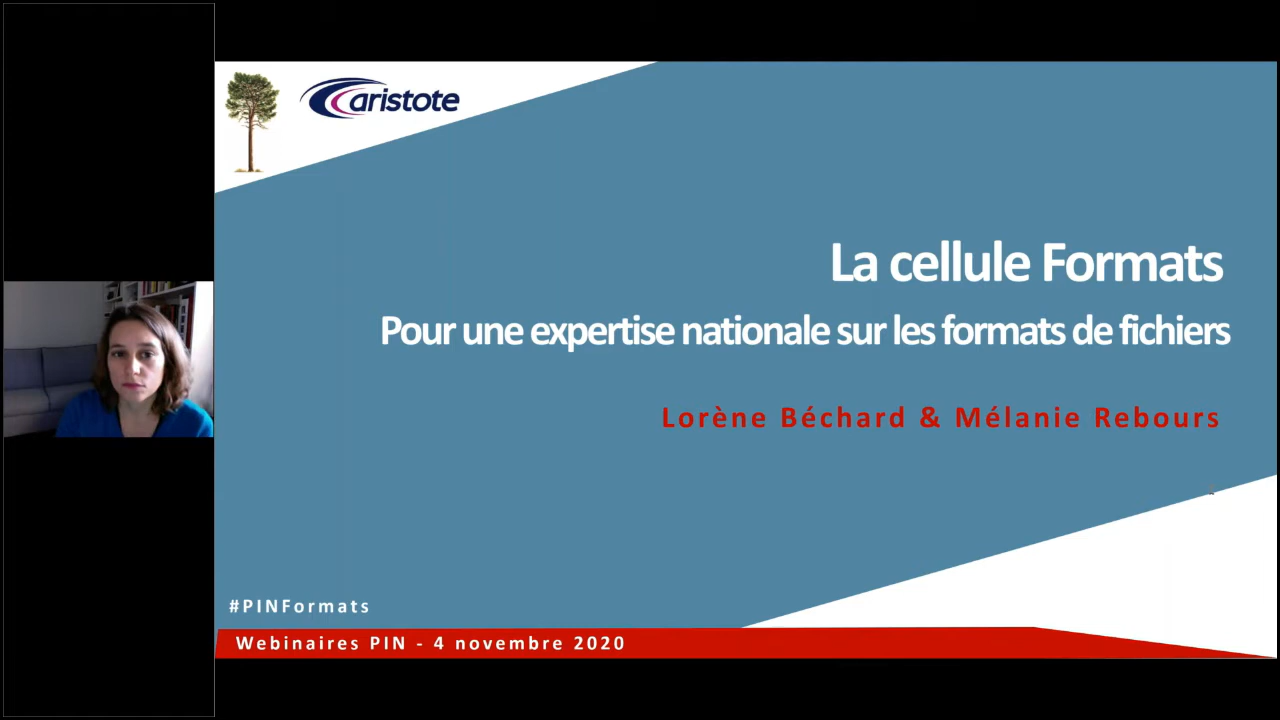 aristote
La cellule Formats
Pour une expertise nationale sur les formats de fichiers
Lorène Béchard & Mélanie Rebours
#PINFormats
Webinaires PIN - 4 novembre 2020